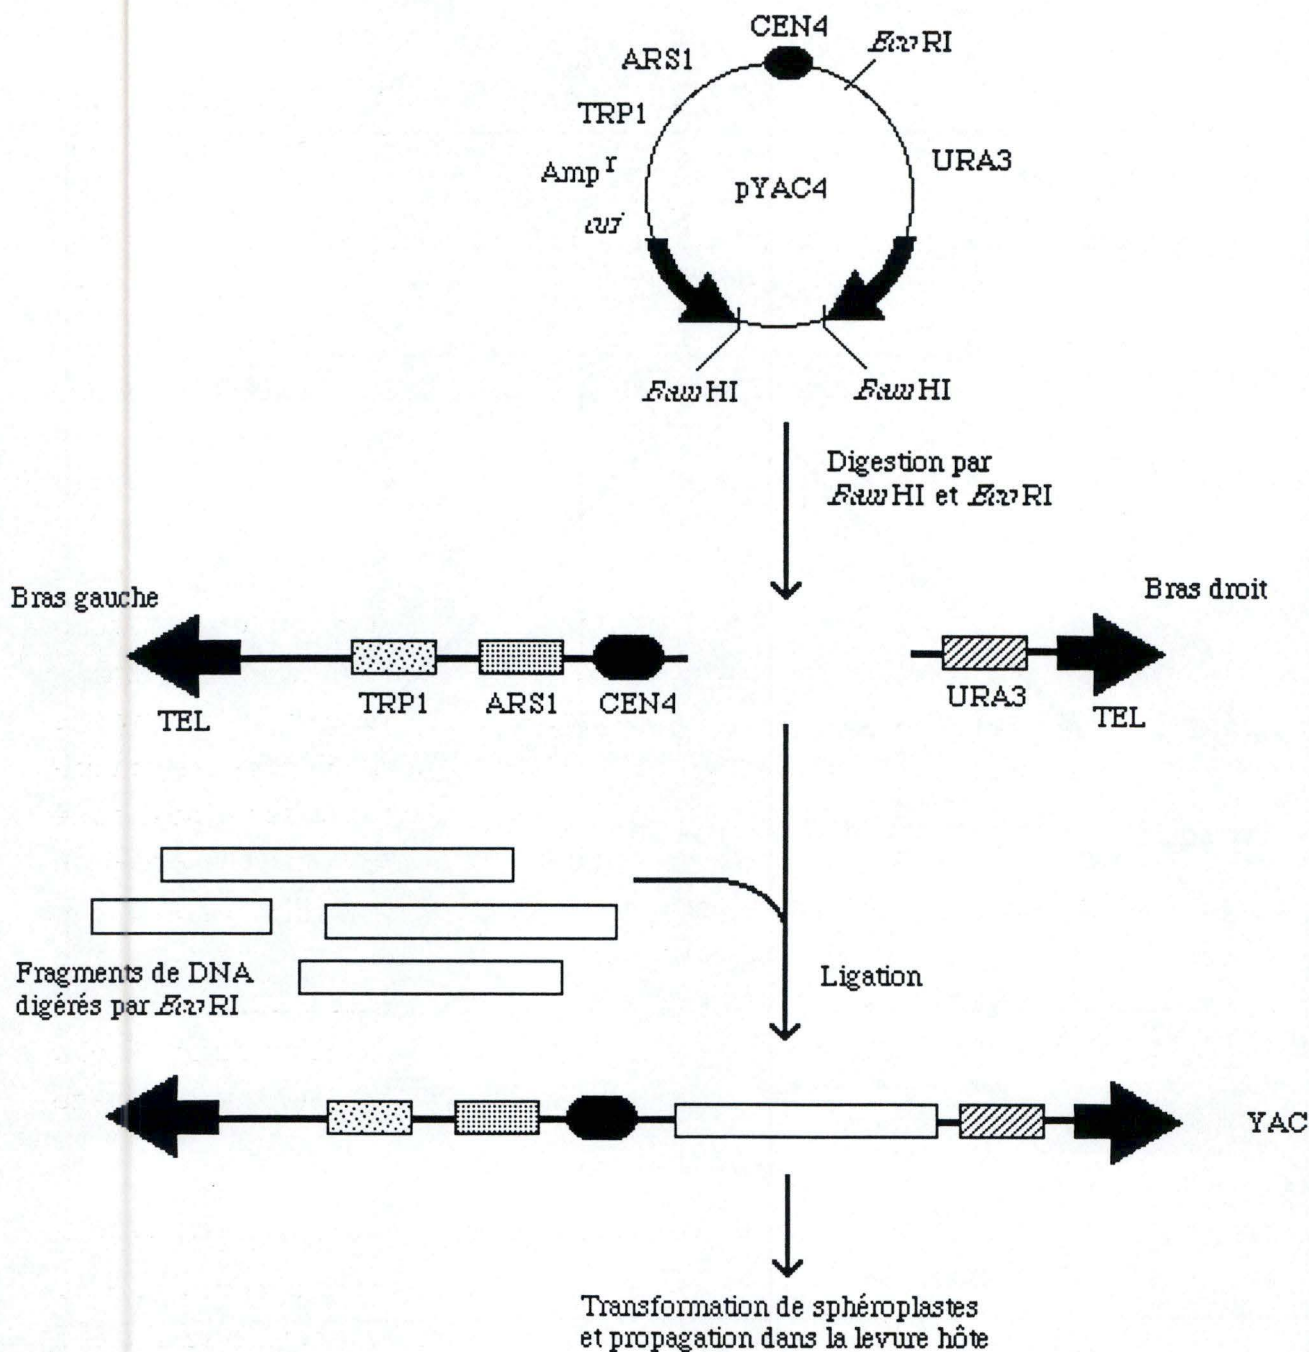 CEN4
EcoRI
ARS1
TRP1
Amp r
URA3
pYAC4
ori
BamHI
BamHI
Digestion par
BamHI et EcoRI
Bras gauche
Bras droit
TEL
TRP1
ARS1
CEN4
URA3
TEL
Fragments de DNA
digérés par EcoRI
Ligation
YAC
Transformation de sphéroplastes
et propagation dans la levure hôte